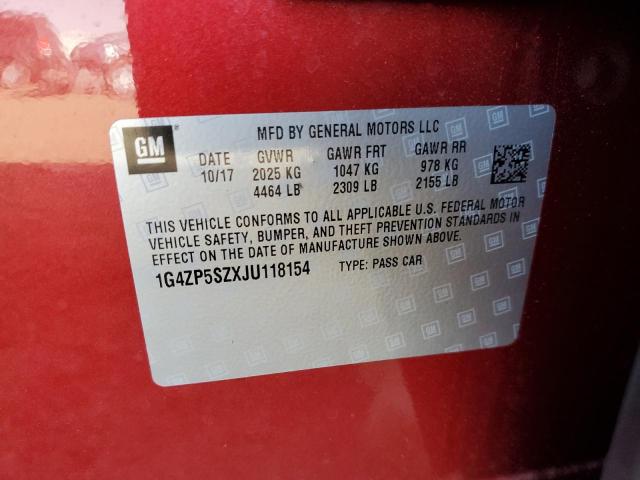 GM
MFD BY GENERAL MOTORS LLC
DATE GVWR GAWR FRT GAWR RR
10/17 2025 KG 1047 KG 978 KG
4464 LB 2309 LB 2155 LB
THIS VEHICLE CONFORMS TO ALL APPLICABLE U.S. FEDERAL MOTOR
VEHICLE SAFETY, BUMPER, AND THEFT PREVENTION STANDARDS IN
EFFECT ON THE DATE OF MANUFACTURE SHOWN ABOVE.
1G4ZP5SZXJU118154 TYPE: PASS CAR